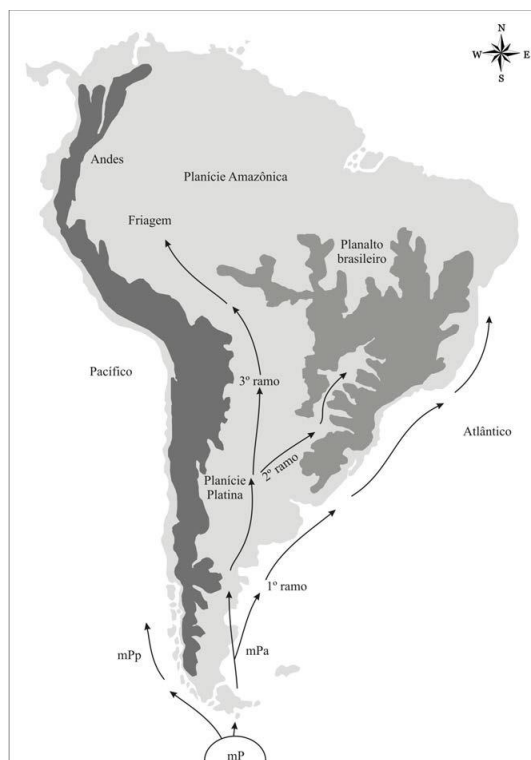 N
W E
S
Andes
Planície Amazônica
Friagem
Planalto
brasileiro
Pacífico
3º ramo
Atlântico
2º ramo
Planície
Platina
1º ramo
mPp
mPa
mP